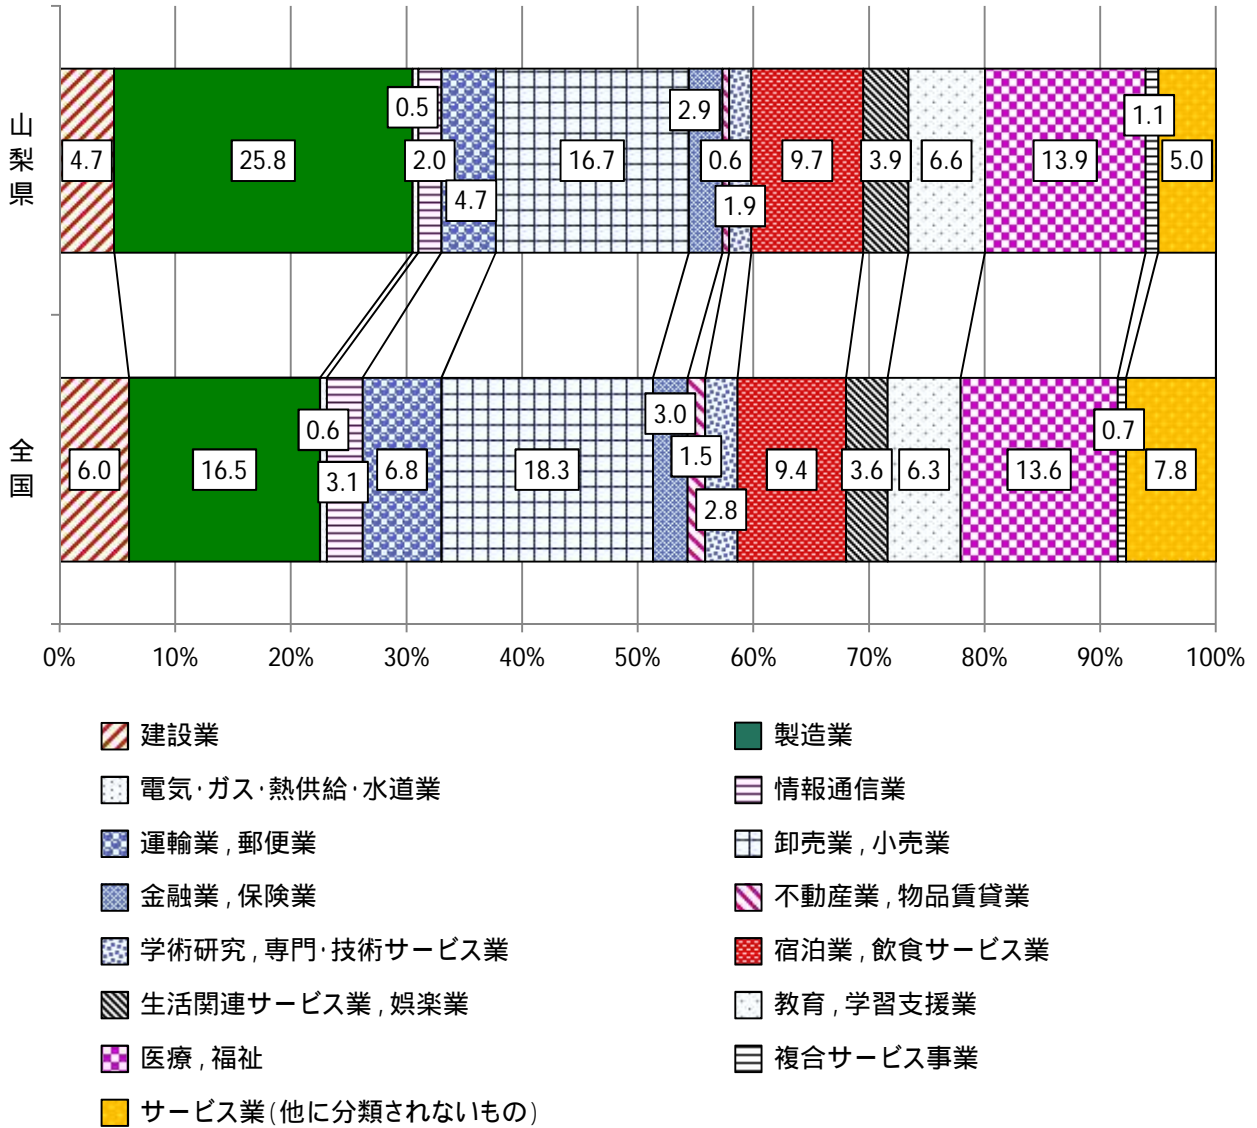 山梨県
4.7
25.8
0.5
2.0
4.7
16.7
2.9
0.6
1.9
9.7
3.9
6.6
13.9
1.1
5.0
全国
6.0
16.5
0.6
3.1
6.8
18.3
3.0
1.5
2.8
9.4
3.6
6.3
13.6
0.7
7.8
0% 10% 20% 30% 40% 50% 60% 70% 80% 90% 100%
建設業
製造業
電気・ガス・熱供給・水道業
情報通信業
運輸業,郵便業
卸売業,小売業
金融業,保険業
不動産業,物品賃貸業
学術研究,専門・技術サービス業
宿泊業,飲食サービス業
生活関連サービス業,娯楽業
教育,学習支援業
医療,福祉
複合サービス事業
サービス業(他に分類されないもの)